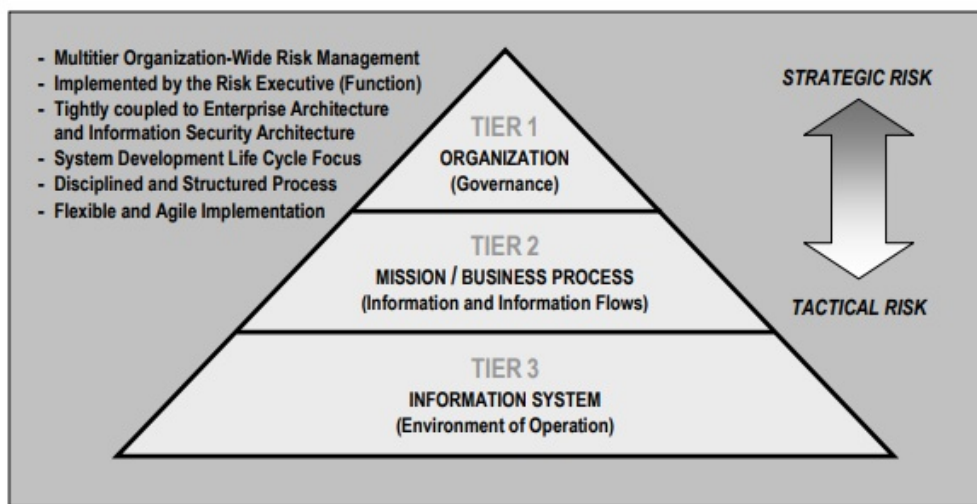 - Multitier Organization-Wide Risk Management
- Implemented by the Risk Executive (Function)
- Tightly coupled to Enterprise Architecture
and Information Security Architecture
- System Development Life Cycle Focus
- Disciplined and Structured Process
- Flexible and Agile Implementation
TIER 1
ORGANIZATION
(Governance)
TIER 2
MISSION / BUSINESS PROCESS
(Information and Information Flows)
TIER 3
INFORMATION SYSTEM
(Environment of Operation)
STRATEGIC RISK
TACTICAL RISK